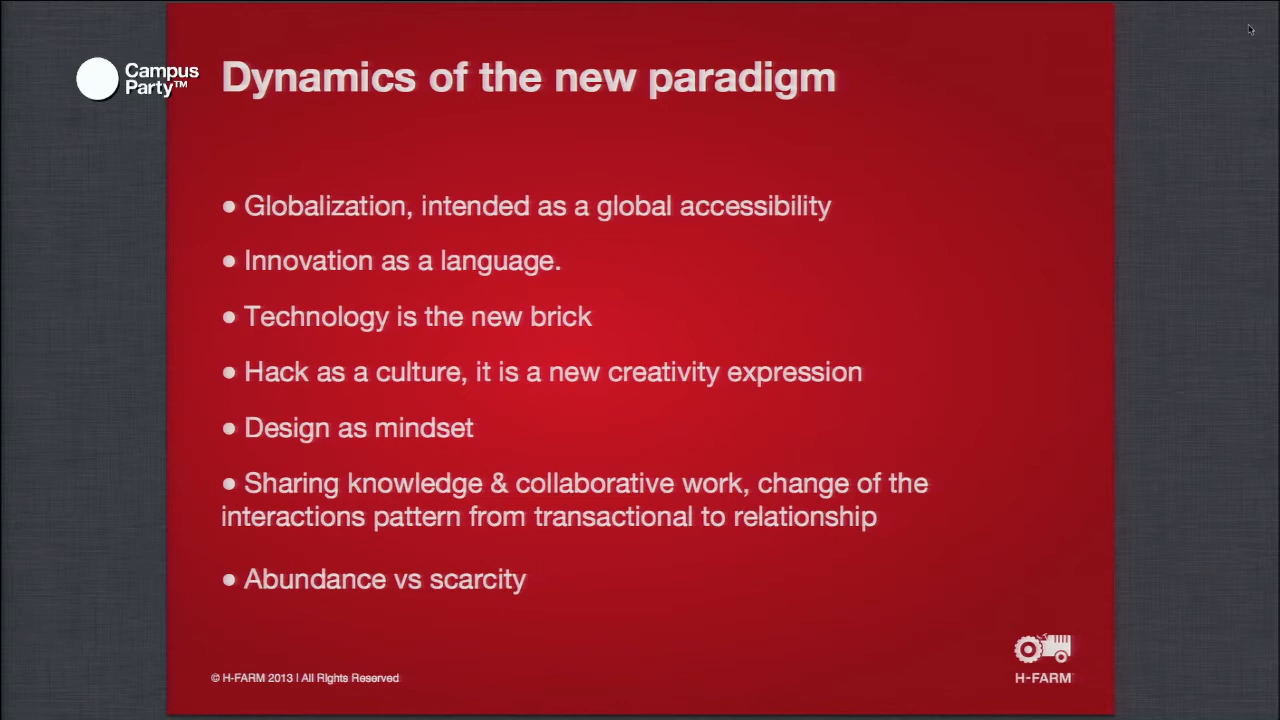 Campus
Party™
Dynamics of the new paradigm
● Globalization, intended as a global accessibility
● Innovation as a language.
● Technology is the new brick
● Hack as a culture, it is a new creativity expression
● Design as mindset
● Sharing knowledge & collaborative work, change of the
interactions pattern from transactional to relationship
● Abundance vs scarcity
© H-FARM 2013 | All Rights Reserved
H-FARM